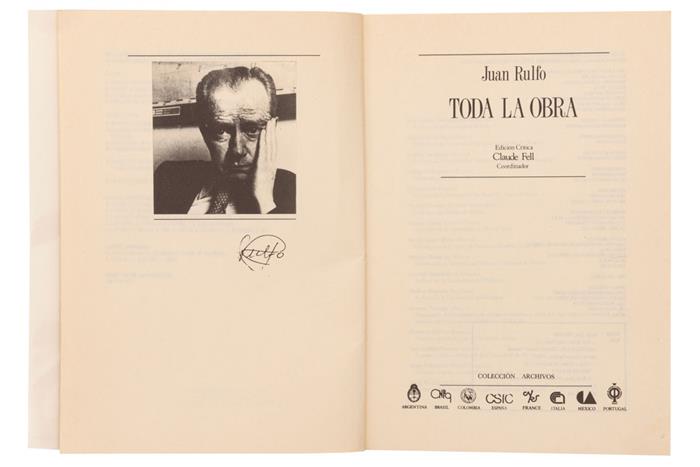 Rulfo
Juan Rulfo
TODA LA OBRA
Edición Crítica
Claude Fell
Coordinador
COLECCIÓN ARCHIVOS
CNPq CSIC
ARGENTINA BRASIL COLOMBIA ESPAÑA FRANCE ITALIA MÉXICO PORTUGAL